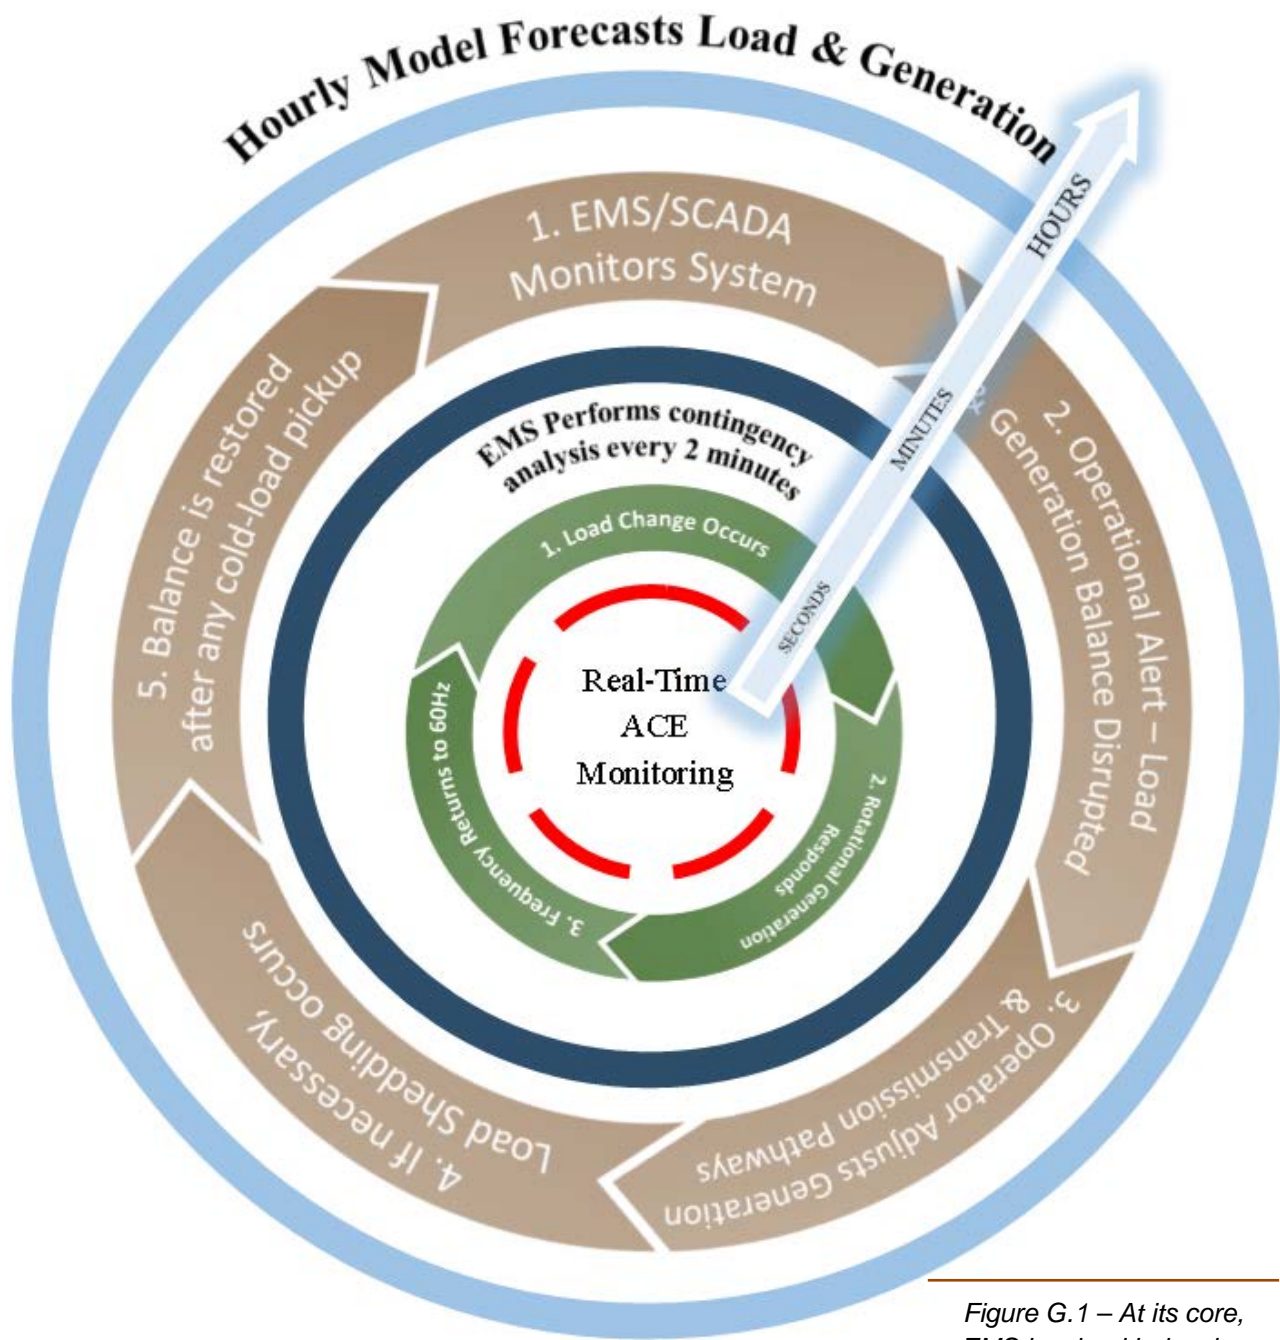 Hourly Model Forecasts Load & Generation
HOURS
MINUTES
SECONDS
1. EMS/SCADA
Monitors System
2. Operational Alert – Load
& Generation Balance Disrupted
3. Operator Adjusts Generation
& Transmission Pathways
4. If necessary,
Load Shedding occurs
5. Balance is restored
after any cold-load pickup
EMS Performs contingency
analysis every 2 minutes
1. Load Change Occurs
2. Rotational Generation
Responds
3. Frequency Returns to 60Hz
Real-Time
ACE
Monitoring
Figure G.1 – At its core,